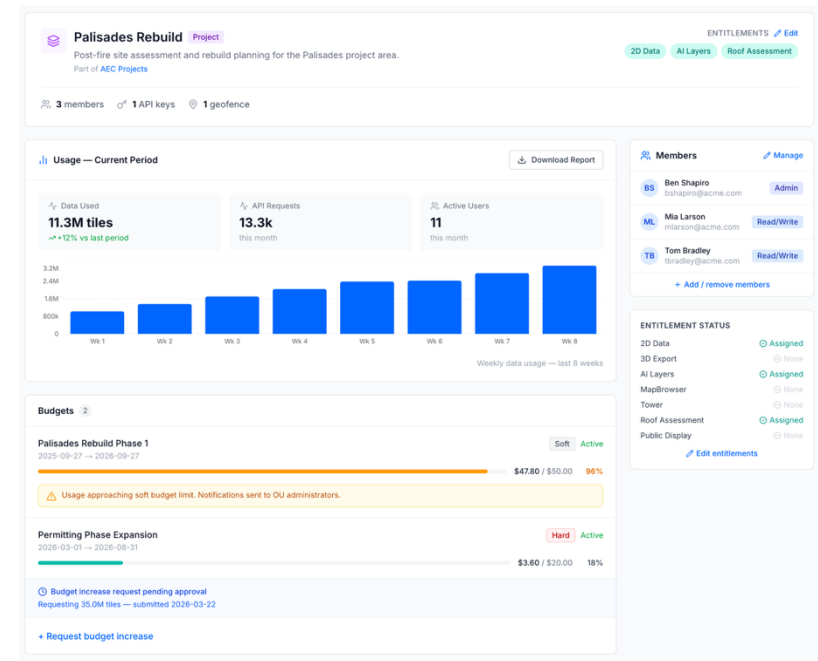 Palisades Rebuild Project
Post-fire site assessment and rebuild planning for the Palisades project area.
Part of AEC Projects
ENTITLEMENTS Edit
2D Data AI Layers Roof Assessment
3 members 1 API keys 1 geofence
Usage — Current Period
Download Report
Data Used
11.3M tiles
+12% vs last period
API Requests
13.3k
this month
Active Users
11
this month
3.2M
2.4M
1.6M
800k
0
Wk 1 Wk 2 Wk 3 Wk 4 Wk 5 Wk 6 Wk 7 Wk 8
Weekly data usage — last 8 weeks
Budgets 2
Palisades Rebuild Phase 1 Soft Active
2025-09-27 → 2026-09-27
$47.80 / $50.00 96%
Usage approaching soft budget limit. Notifications sent to OU administrators.
Permitting Phase Expansion Hard Active
2026-03-01 → 2026-08-31
$3.60 / $20.00 18%
Budget increase request pending approval
Requesting 35.0M tiles — submitted 2026-03-22
+ Request budget increase
Members Manage
BS Ben Shapiro Admin
bshapiro@acme.com
ML Mia Larson Read/Write
mlarson@acme.com
TB Tom Bradley Read/Write
tbradley@acme.com
+ Add / remove members
ENTITLEMENT STATUS
2D Data Assigned
3D Export None
AI Layers Assigned
MapBrowser None
Tower None
Roof Assessment Assigned
Public Display None
Edit entitlements